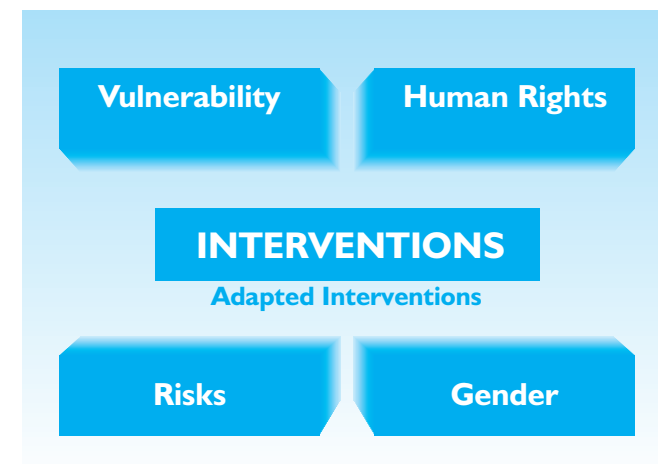 Vulnerability
Human Rights
INTERVENTIONS
Adapted Interventions
Risks
Gender